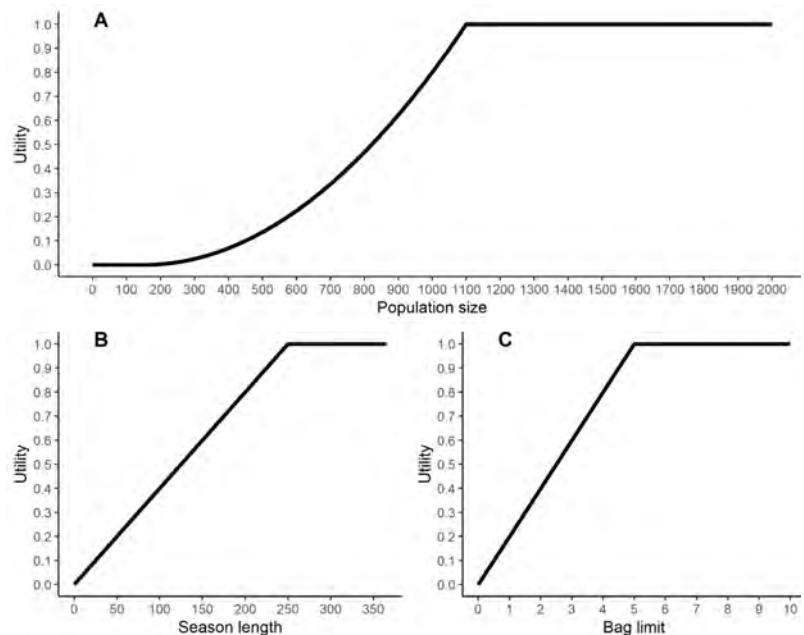 A
1.0
0.9
0.8
0.7
0.6
0.5
0.4
0.3
0.2
0.1
0.0
Utility
0 100 200 300 400 500 600 700 800 900 1000 1100 1200 1300 1400 1500 1600 1700 1800 1900 2000
Population size
B
1.0
0.9
0.8
0.7
0.6
0.5
0.4
0.3
0.2
0.1
0.0
Utility
0 50 100 150 200 250 300 350
Season length
C
1.0
0.9
0.8
0.7
0.6
0.5
0.4
0.3
0.2
0.1
0.0
Utility
0 1 2 3 4 5 6 7 8 9 10
Bag limit